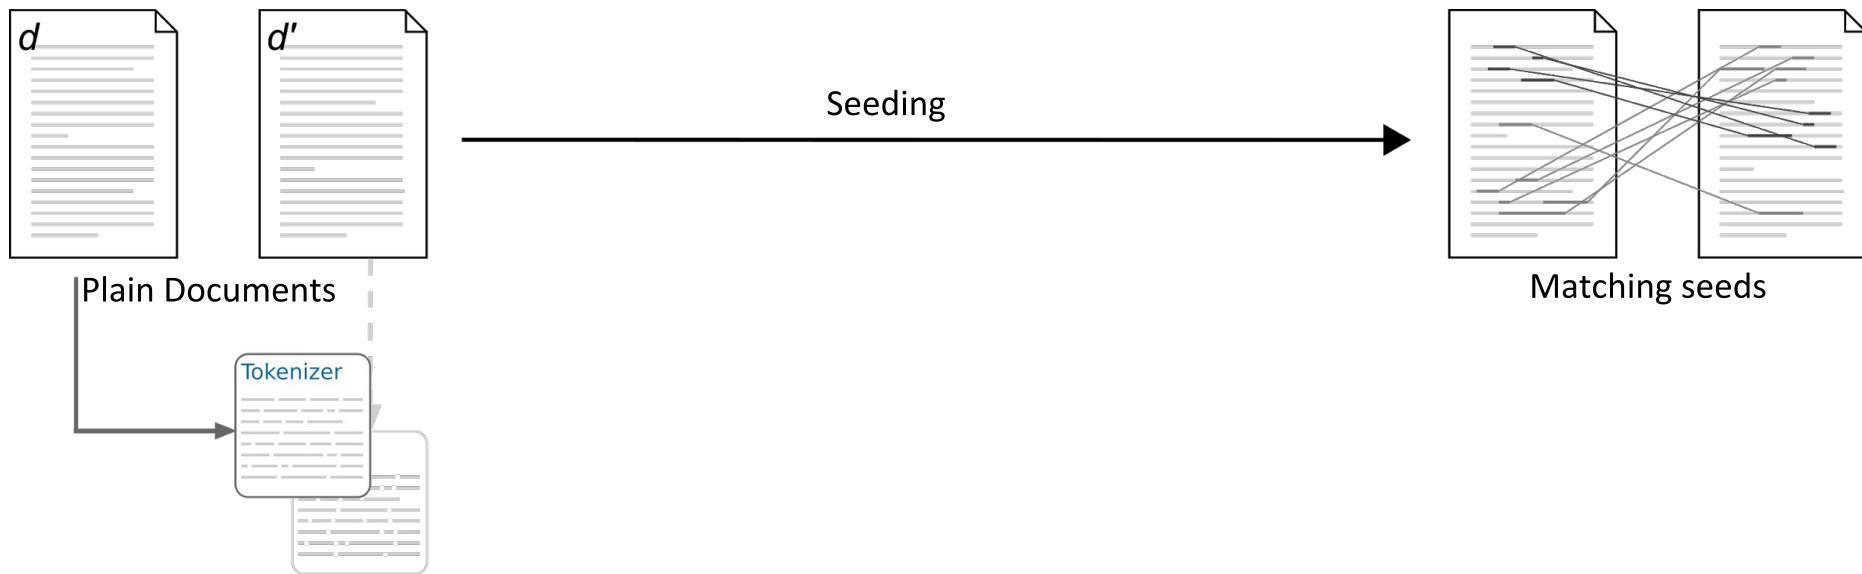 d
d'
Seeding
Plain Documents
Matching seeds
Tokenizer